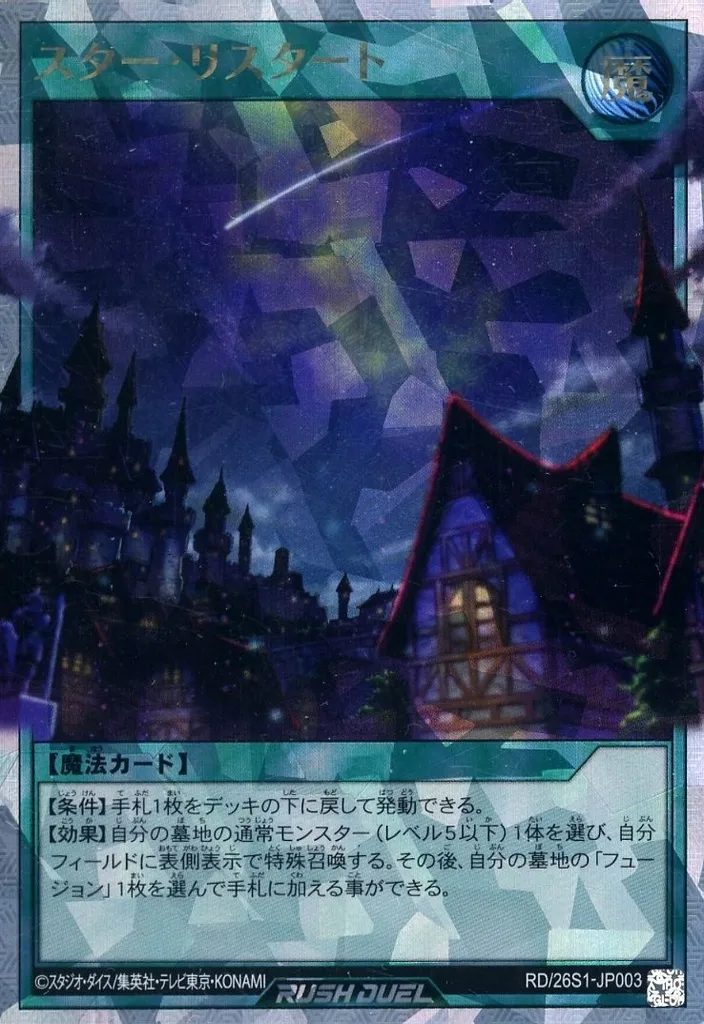 スター・リスタート
魔
【魔法カード】
【条件】手札1枚をデッキの下に戻して発動できる。
【効果】自分の墓地の通常モンスター(レベル5以下)1体を選び、自分
フィールドに表側表示で特殊召喚する。その後、自分の墓地の「フュー
ジョン」1枚を選んで手札に加える事ができる。
©スタジオ・ダイス/集英社・テレビ東京・KONAMI
RUSH DUEL
RD/26S1-JP003